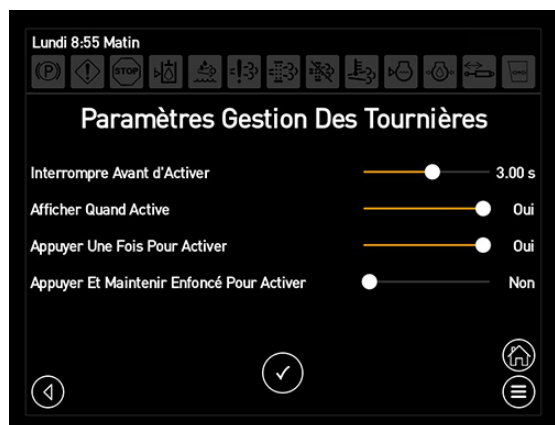 Lundi 8:55 Matin
(P) STOP
Paramètres Gestion Des Tournières
Interrompre Avant d'Activer 3.00 s
Afficher Quand Active Oui
Appuyer Une Fois Pour Activer Oui
Appuyer Et Maintenir Enfoncé Pour Activer Non